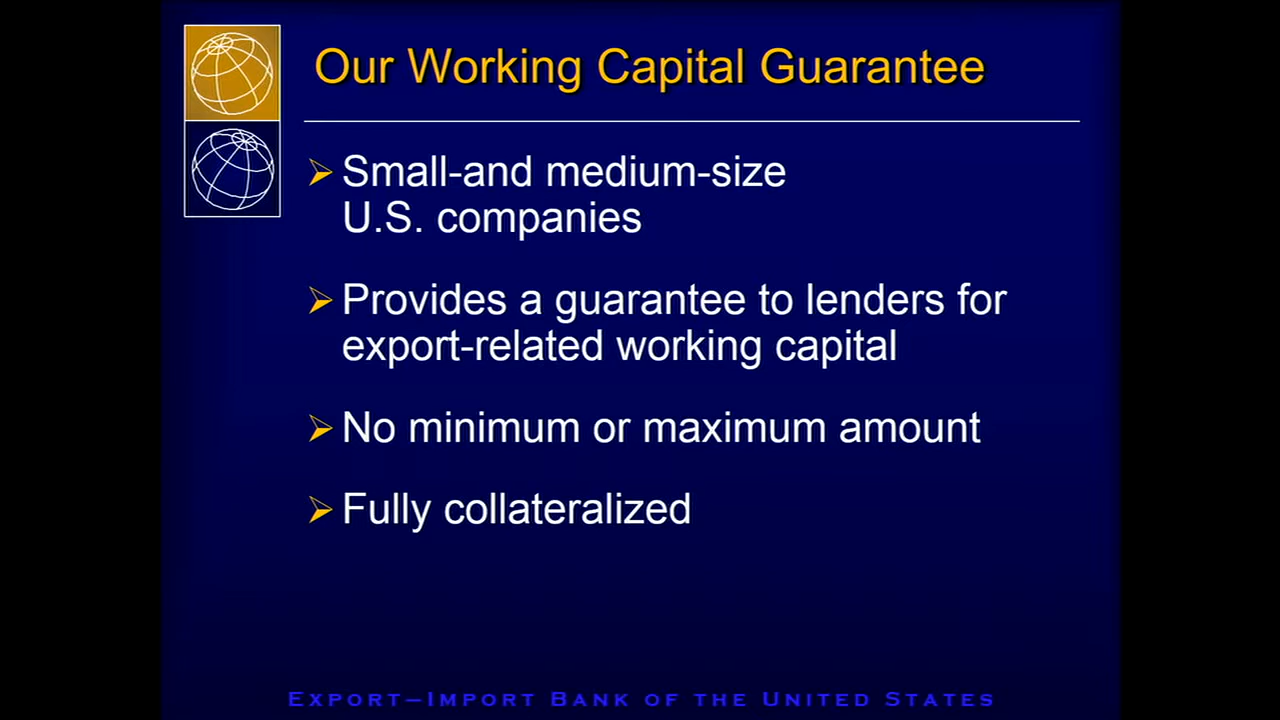 Our Working Capital Guarantee
Small-and medium-size
U.S. companies
Provides a guarantee to lenders for
export-related working capital
No minimum or maximum amount
Fully collateralized
Export–Import Bank of the United States